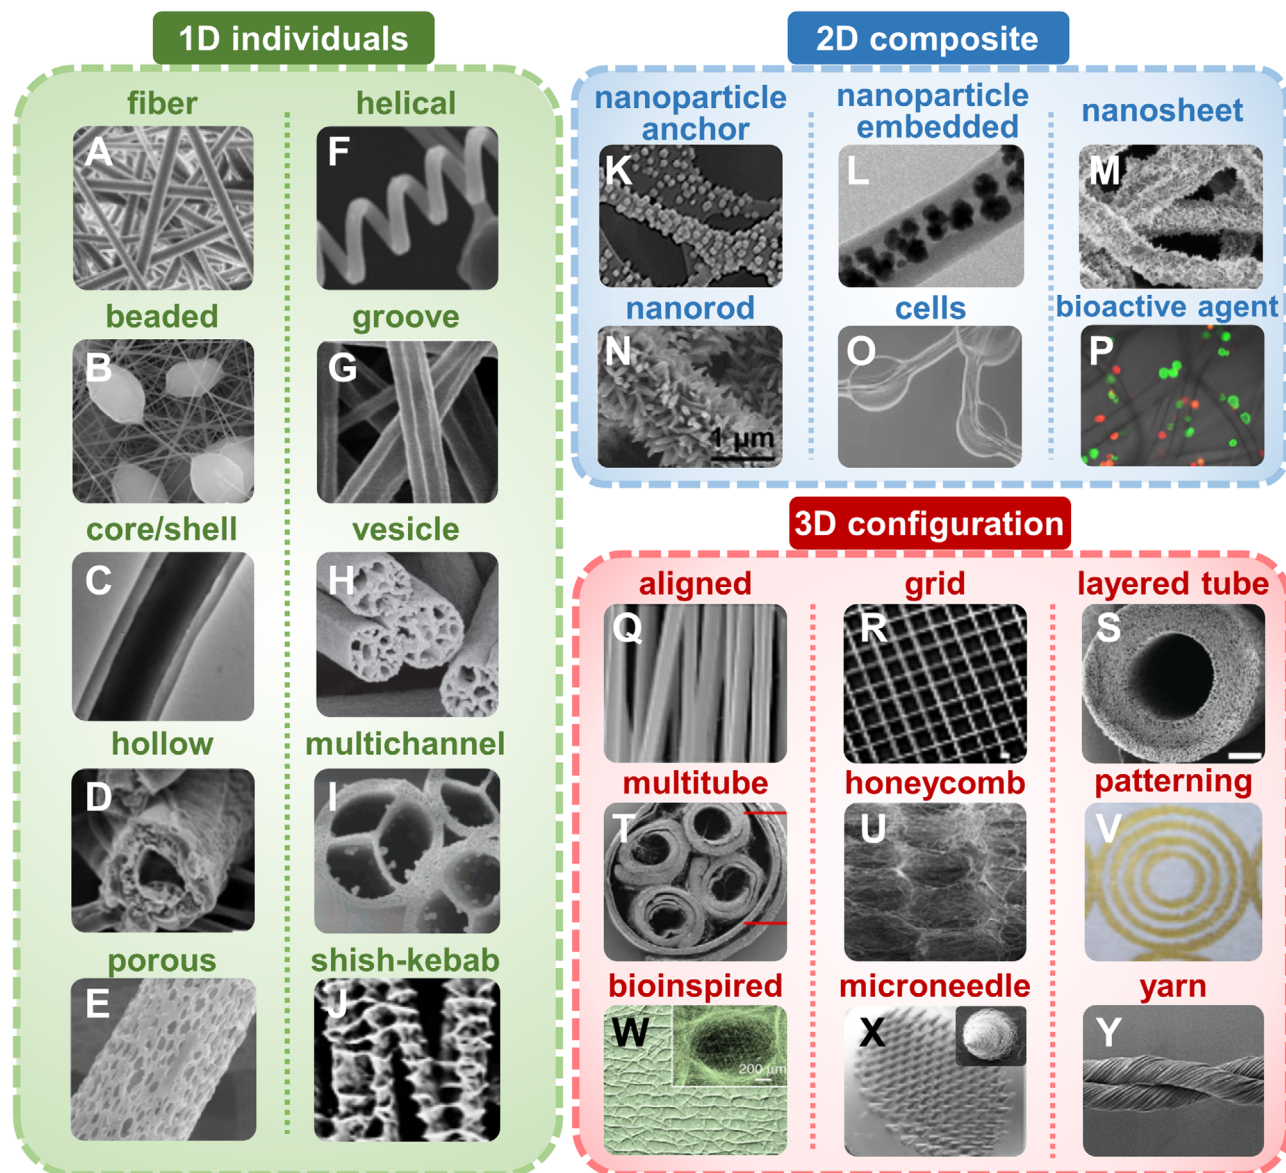 1D individuals
fiber
A
helical
F
beaded
B
groove
G
core/shell
C
vesicle
H
hollow
D
multichannel
I
porous
E
shish-kebab
J
2D composite
nanoparticle
anchor
K
nanoparticle
embedded
L
nanosheet
M
nanorod
N
1 μm
cells
O
bioactive agent
P
3D configuration
aligned
Q
grid
R
layered tube
S
multitube
T
honeycomb
U
patterning
V
bioinspired
W
200 μm
microneedle
X
yarn
Y